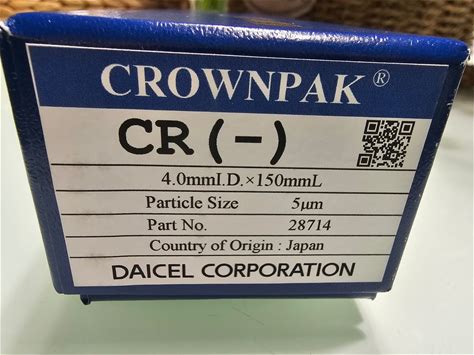 CROWNPAK®
CR (-)
4.0mmI.D.×150mmL
Particle Size 5μm
Part No. 28714
Country of Origin : Japan
DAICEL CORPORATION